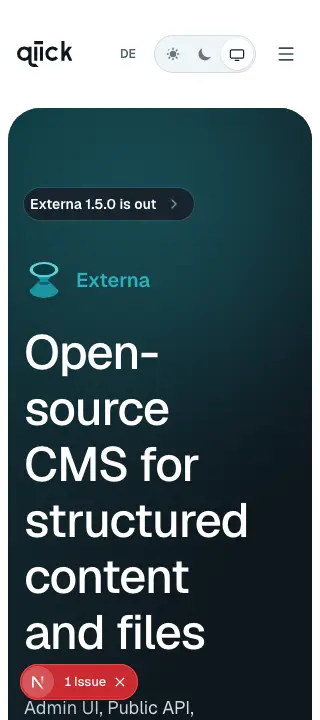 qiick
DE
Externa 1.5.0 is out
Externa
Open-
source
CMS for
structured
content
and files
N
1 Issue
Admin UI, Public API,